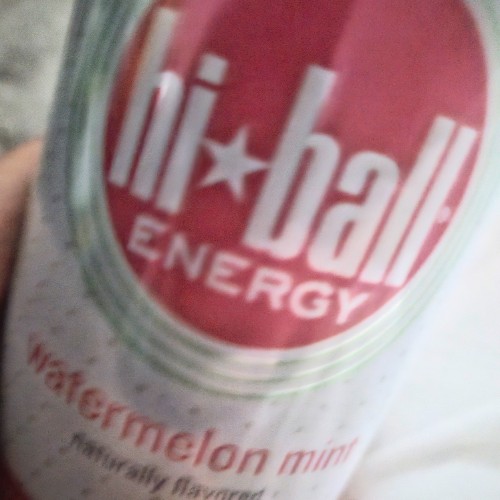 hi★ball
ENERGY
watermelon mint
naturally flavored